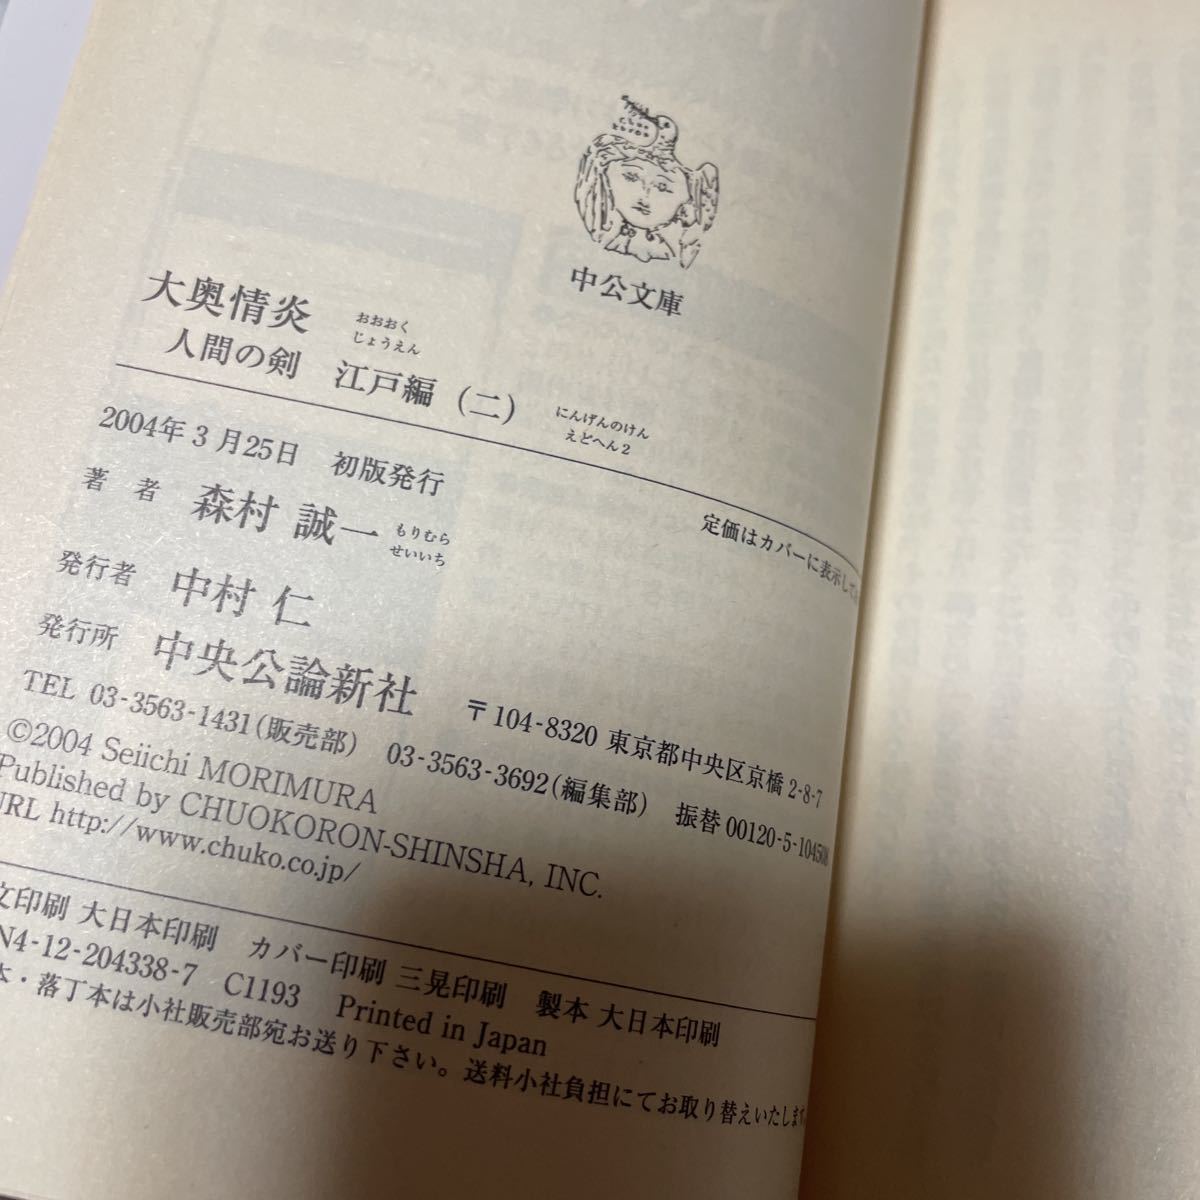 中公文庫
大奥情炎
おおおく
じょうえん
人間の剣 江戸編(二)
にんげんのけん
えどへん2
定価はカバーに表示して
2004年3月25日 初版発行
著者 森村誠一
もりむら
せいいち
発行者 中村仁
発行所 中央公論新社
〒104-8320 東京都中央区京橋2-8-7
TEL 03-3563-1431(販売部) 03-3563-3692(編集部) 振替00120-5-104508
©2004 Seiichi MORIMURA
Published by CHUOKORON-SHINSHA, INC.
URL http://www.chuko.co.jp/
文印刷 大日本印刷 カバー印刷 三晃印刷 製本 大日本印刷
N4-12-204338-7 C1193 Printed in Japan
本・落丁本は小社販売部宛お送り下さい。送料小社負担にてお取り替えいたします